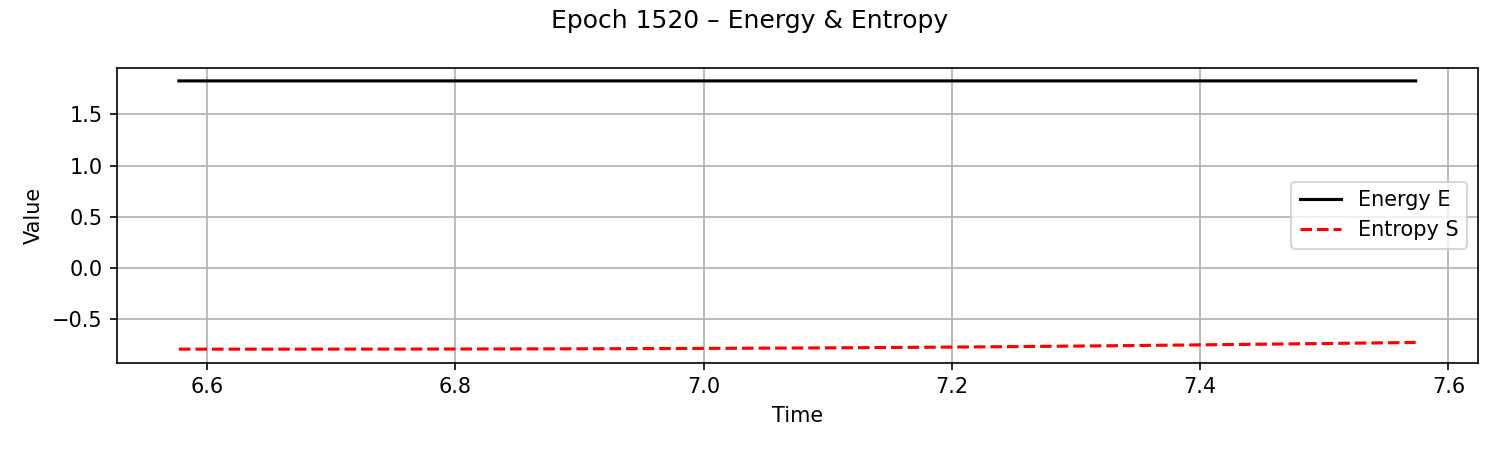 Epoch 1520 – Energy & Entropy
Value
1.5
1.0
0.5
0.0
−0.5
Energy E
Entropy S
6.6 6.8 7.0 7.2 7.4 7.6
Time